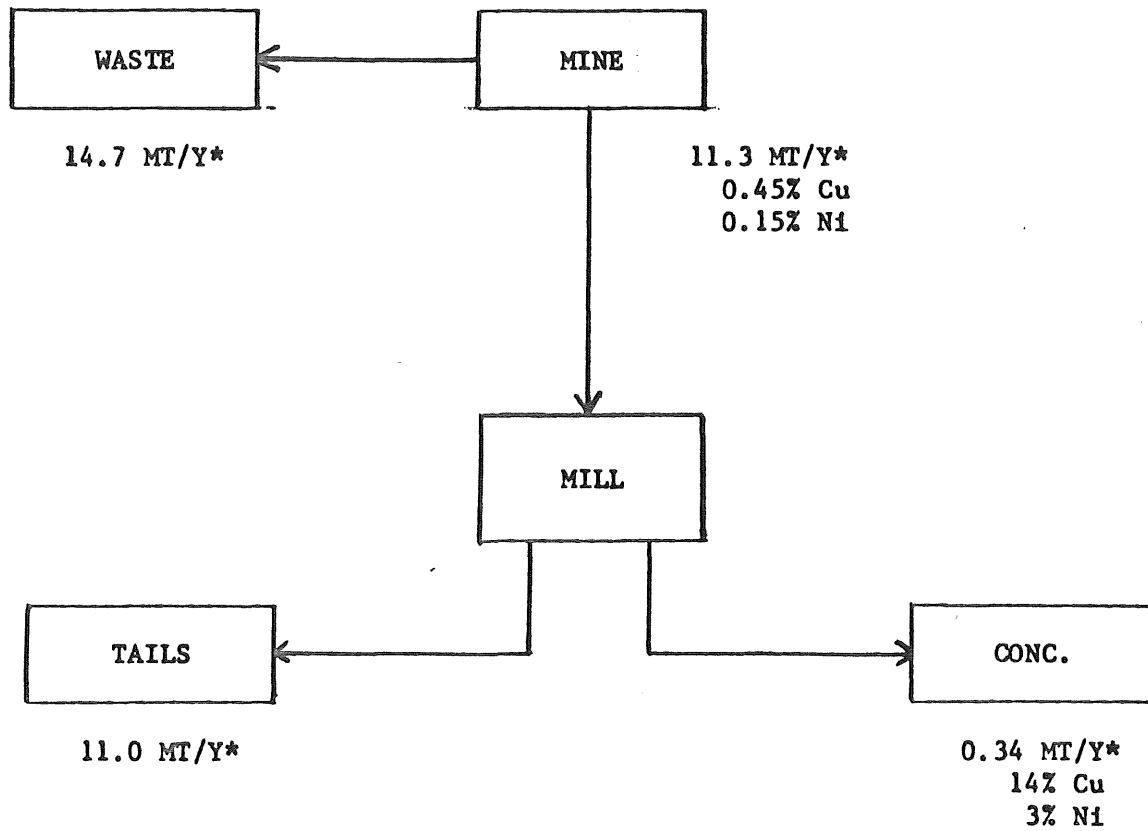 WASTE
MINE
14.7 MT/Y*
11.3 MT/Y*
0.45% Cu
0.15% Ni
MILL
TAILS
CONC.
11.0 MT/Y*
0.34 MT/Y*
14% Cu
3% Ni